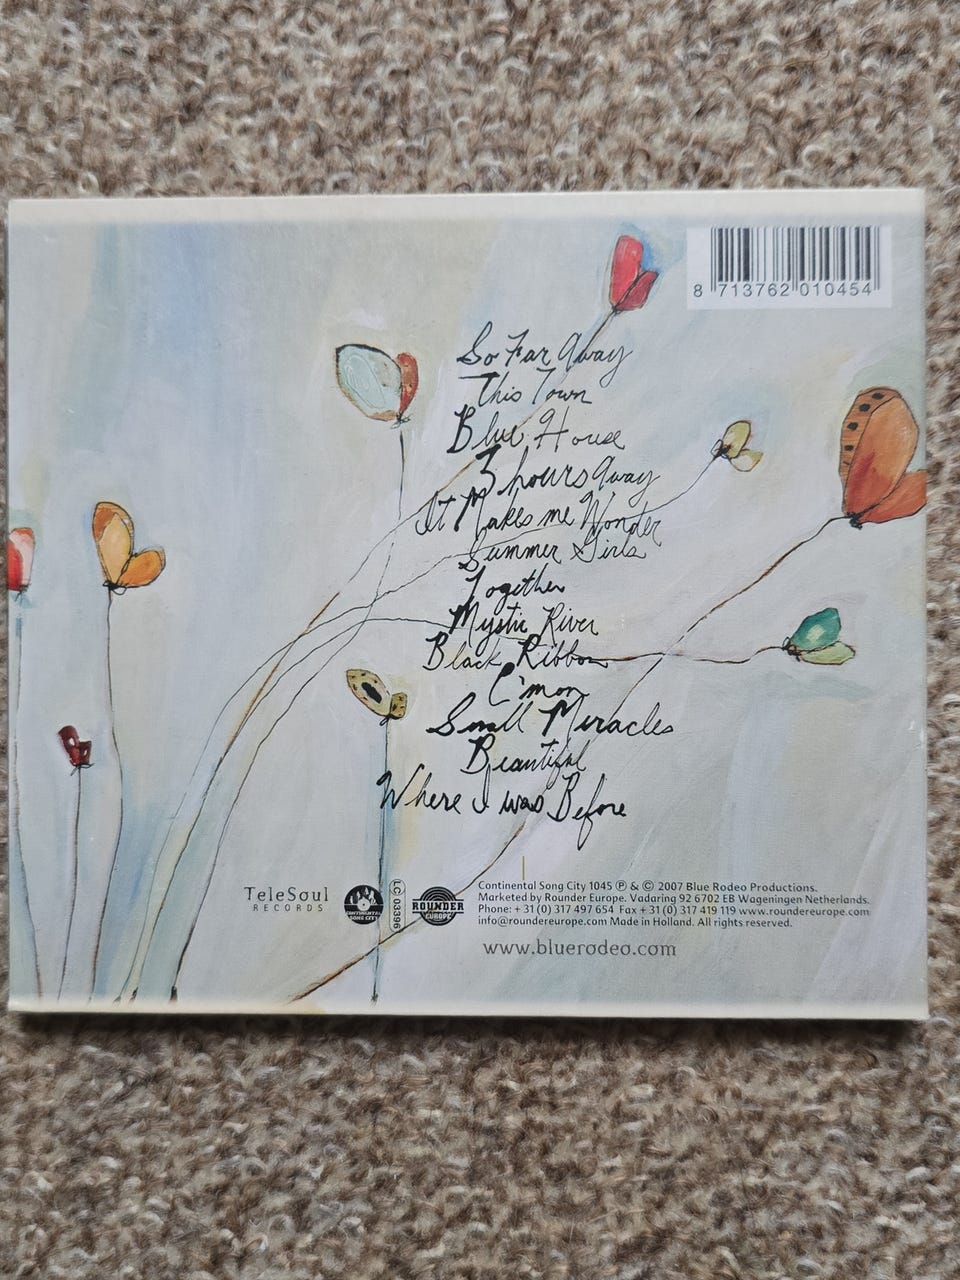 8 713762 010454
So Far Away
This Town
Blue House
3 hours Away
It Makes me Wonder
Summer Girls
Together
Mystic River
Black Ribbon
C'mon
Small Miracles
Beautiful
Where I was Before
TeleSoul
RECORDS
CONTINENTAL
SONG CITY
LC 03396
ROUNDER
EUROPE
Continental Song City 1045 ℗ & © 2007 Blue Rodeo Productions.
Marketed by Rounder Europe. Vadaring 92 6702 EB Wageningen Netherlands.
Phone: + 31 (0) 317 497 654 Fax + 31 (0) 317 419 119 www.roundereurope.com
info@roundereurope.com Made in Holland. All rights reserved.
www.bluerodeo.com